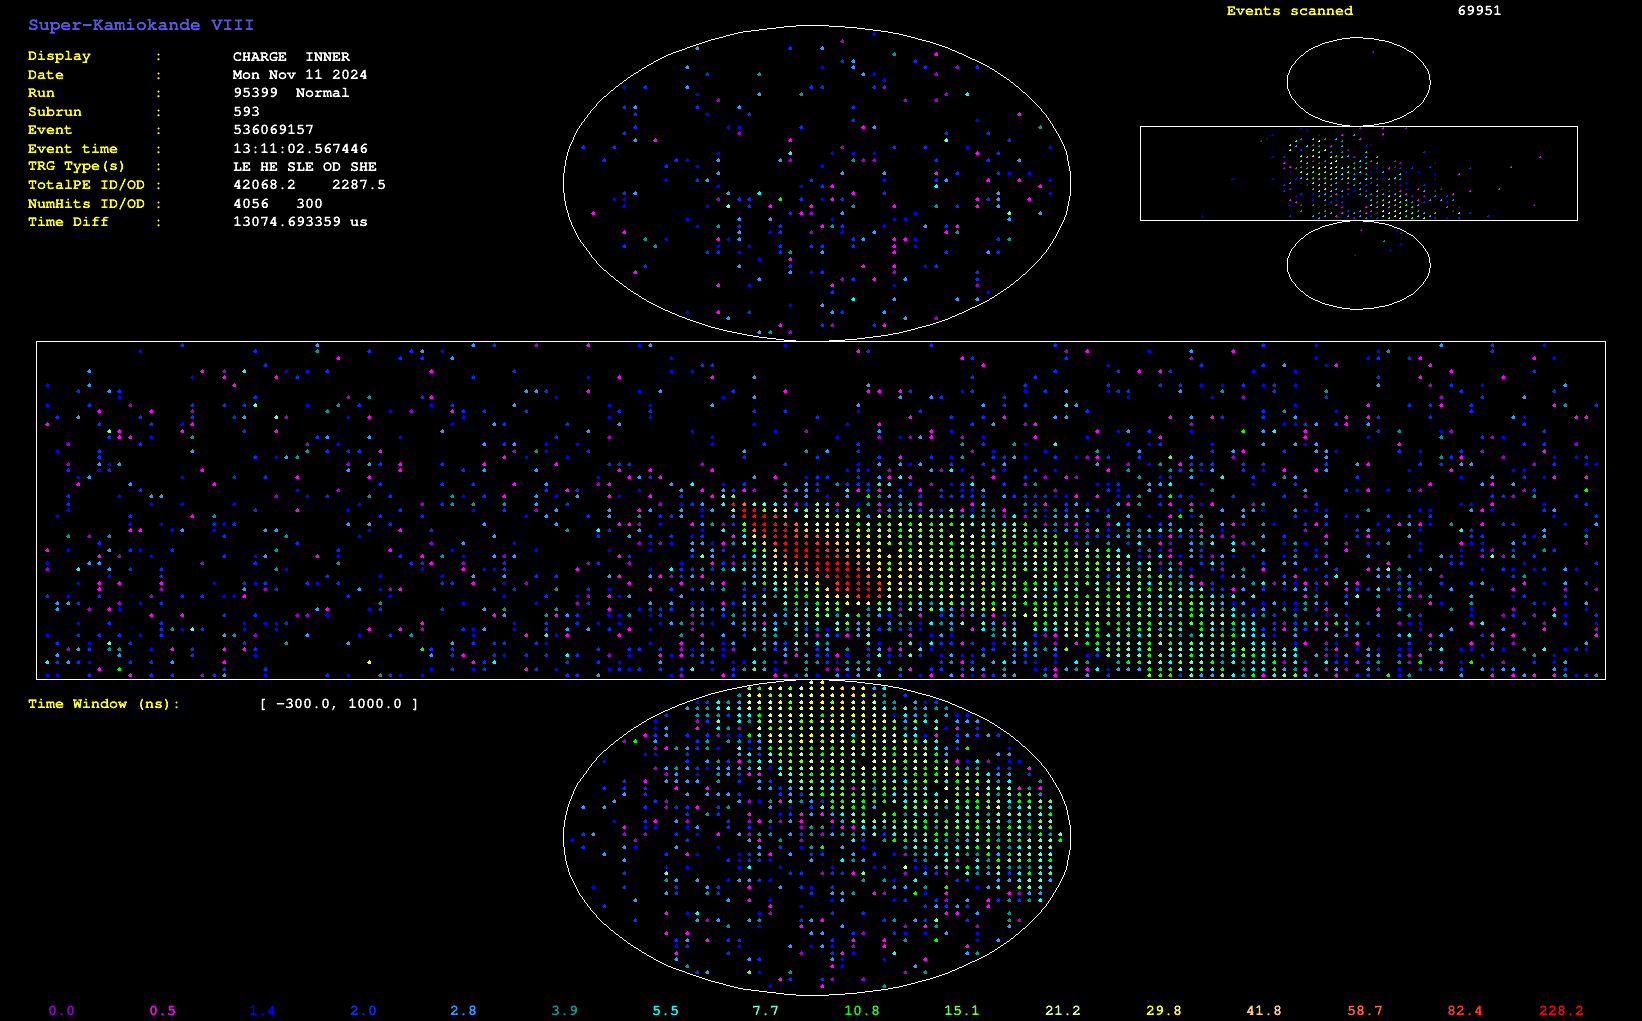 Super-Kamiokande VIII
Events scanned 69951
Display : CHARGE INNER
Date : Mon Nov 11 2024
Run : 95399 Normal
Subrun : 593
Event : 536069157
Event time : 13:11:02.567446
TRG Type(s) : LE HE SLE OD SHE
TotalPE ID/OD : 42068.2 2287.5
NumHits ID/OD : 4056 300
Time Diff : 13074.693359 us
Time Window (ns): [ -300.0, 1000.0 ]
0.0 0.5 1.4 2.0 2.8 3.9 5.5 7.7 10.8 15.1 21.2 29.8 41.8 58.7 82.4 228.2